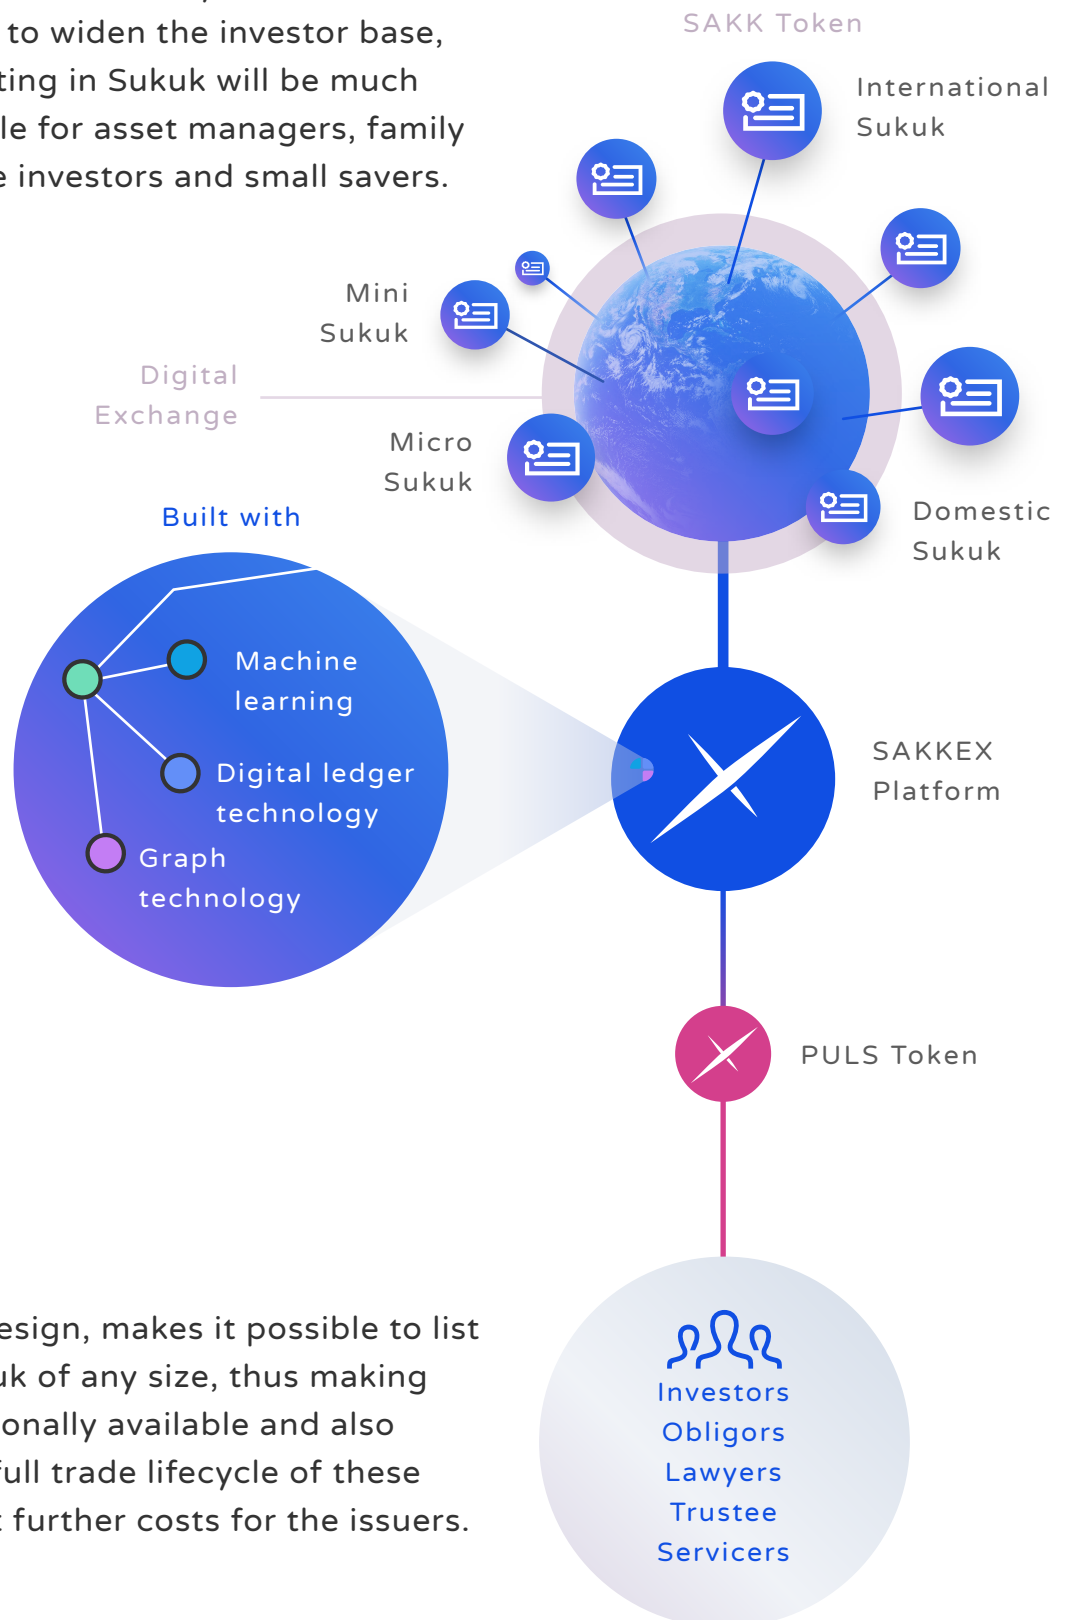 to widen the investor base,
ting in Sukuk will be much
le for asset managers, family
e investors and small savers.
SAKK Token
International
Sukuk
Mini
Sukuk
Digital
Exchange
Micro
Sukuk
Domestic
Sukuk
Built with
Machine
learning
Digital ledger
technology
Graph
technology
SAKKEX
Platform
PULS Token
esign, makes it possible to list
uk of any size, thus making
onally available and also
full trade lifecycle of these
t further costs for the issuers.
Investors
Obligors
Lawyers
Trustee
Servicers